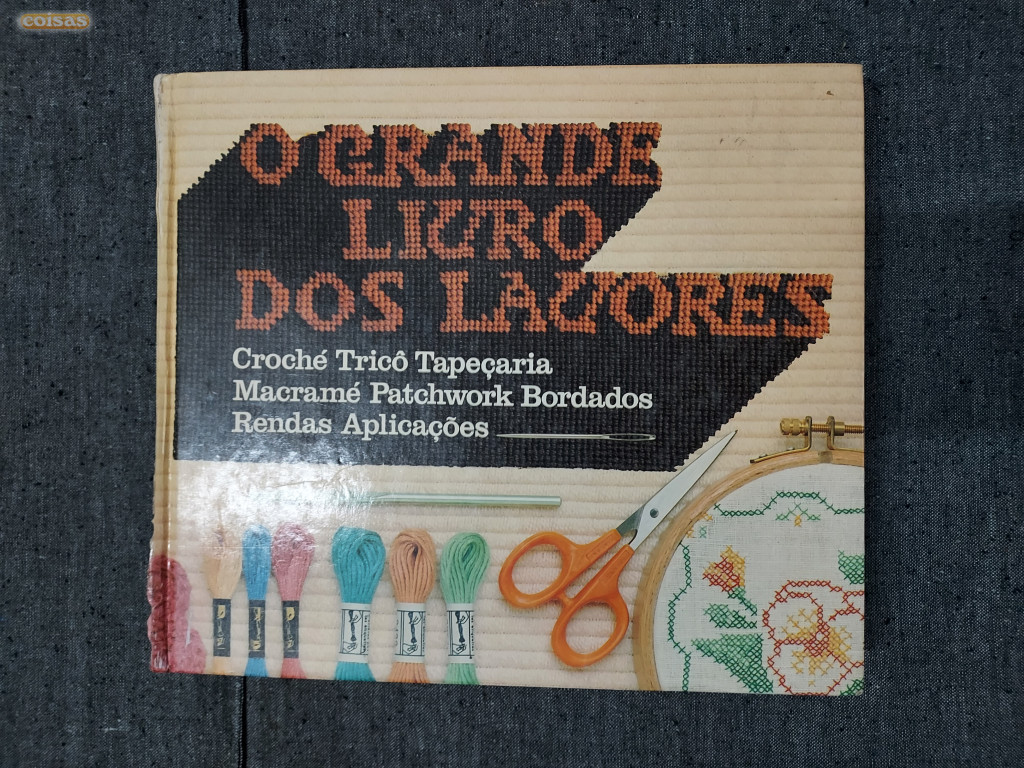 coisas
O GRANDE
LIVRO
DOS LAVORES
Croché Tricô Tapeçaria
Macramé Patchwork Bordados
Rendas Aplicações